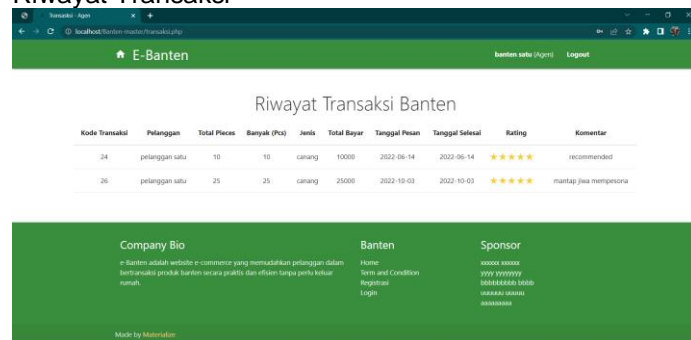 Riwayat Transaksi
Transaksi - Agen
localhost/Banten-master/transaksi.php
E-Banten
banten satu (Agen) Logout
Riwayat Transaksi Banten
Kode Transaksi Pelanggan Total Pieces Banyak (Pcs) Jenis Total Bayar Tanggal Pesan Tanggal Selesai Rating Komentar
24 pelanggan satu 10 10 canang 10000 2022-06-14 2022-06-14 ★★★★★ recommended
26 pelanggan satu 25 25 canang 25000 2022-10-03 2022-10-03 ★★★★★ mantap jiwa mempesona
Company Bio
e-Banten adalah website e-commerce yang memudahkan pelanggan dalam
bertransaksi produk banten secara praktis dan efisien tanpa perlu keluar
Banten
Home
Term and Condition
Registrasi
Login
Sponsor
xxxxxx xxxxxx
yyyy yyyyyyyy
bbbbbbbbb bbbb
Made by Materialize